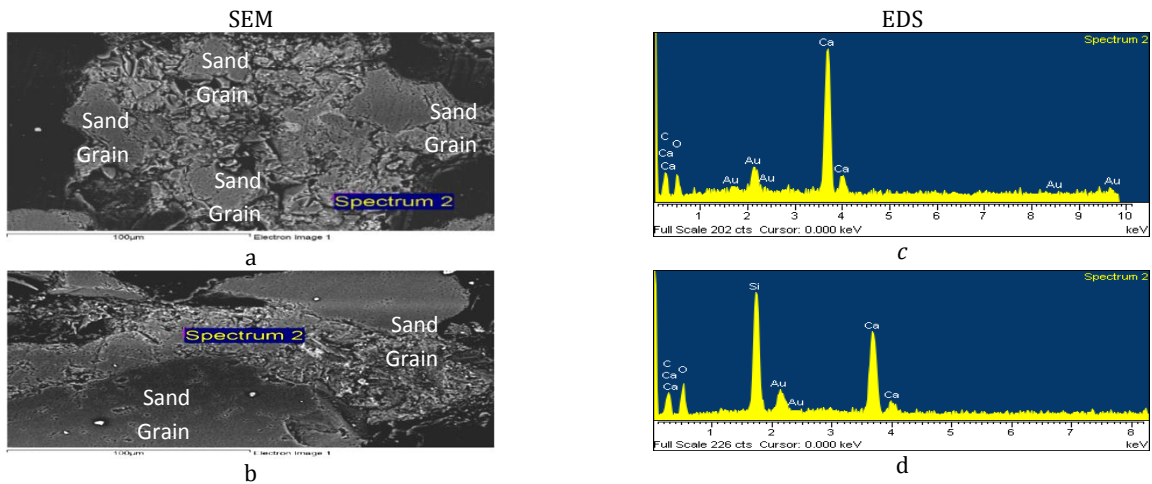 SEM
EDS
Sand
Grain
Sand
Grain
Sand
Grain
Sand
Grain
Spectrum 2
100µm
Electron Image 1
a
Spectrum 2
Ca
C
O
Ca
Ca
Au
Au
Au
Ca
Au
Au
1 2 3 4 5 6 7 8 9 10
Full Scale 202 cts Cursor: 0.000 keV
keV
c
Spectrum 2
Sand
Grain
Sand
Grain
100µm
Electron Image 1
b
Spectrum 2
Si
Ca
C
O
Ca
Ca
Au
Au
Ca
1 2 3 4 5 6 7 8
Full Scale 226 cts Cursor: 0.000 keV
keV
d